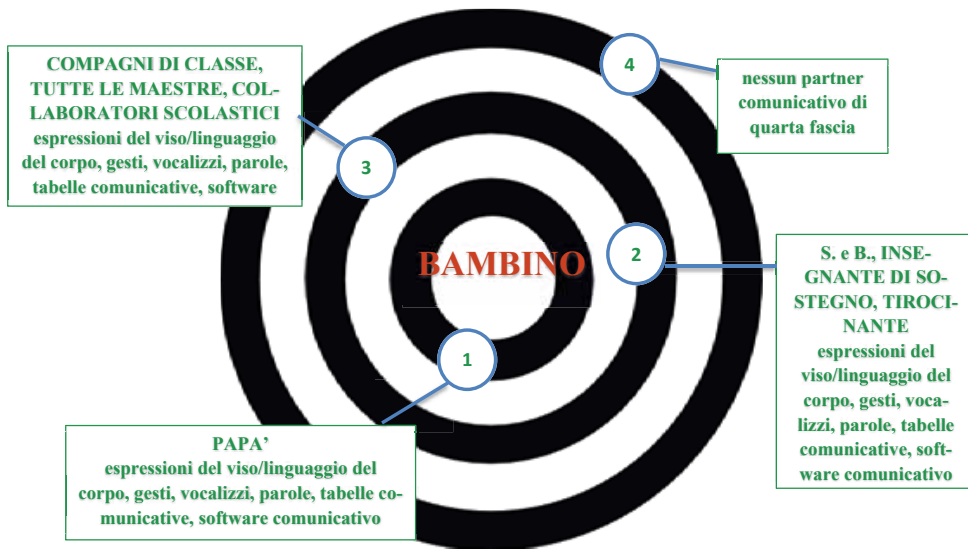 COMPAGNI DI CLASSE,
TUTTE LE MAESTRE, COL-
LABORATORI SCOLASTICI
espressioni del viso/linguaggio
del corpo, gesti, vocalizzi, parole,
tabelle comunicative, software
3
4
nessun partner
comunicativo di
quarta fascia
BAMBINO
2
S. e B., INSE-
GNANTE DI SO-
STEGNO, TIROCI-
NANTE
espressioni del
viso/linguaggio del
corpo, gesti, voca-
lizzi, parole, tabelle
comunicative, soft-
ware comunicativo
1
PAPA’
espressioni del viso/linguaggio del
corpo, gesti, vocalizzi, parole, tabelle co-
municative, software comunicativo